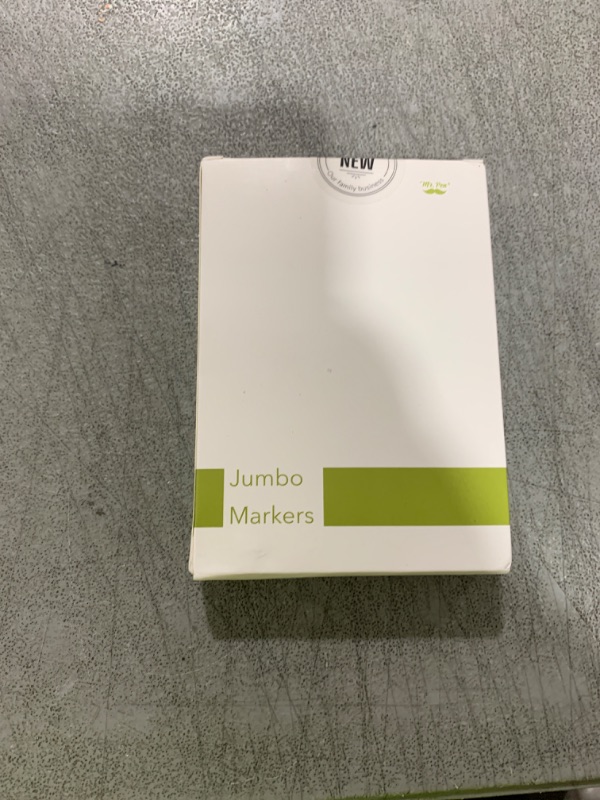 NEW
Our family business
"Mr. Pen"
Jumbo
Markers